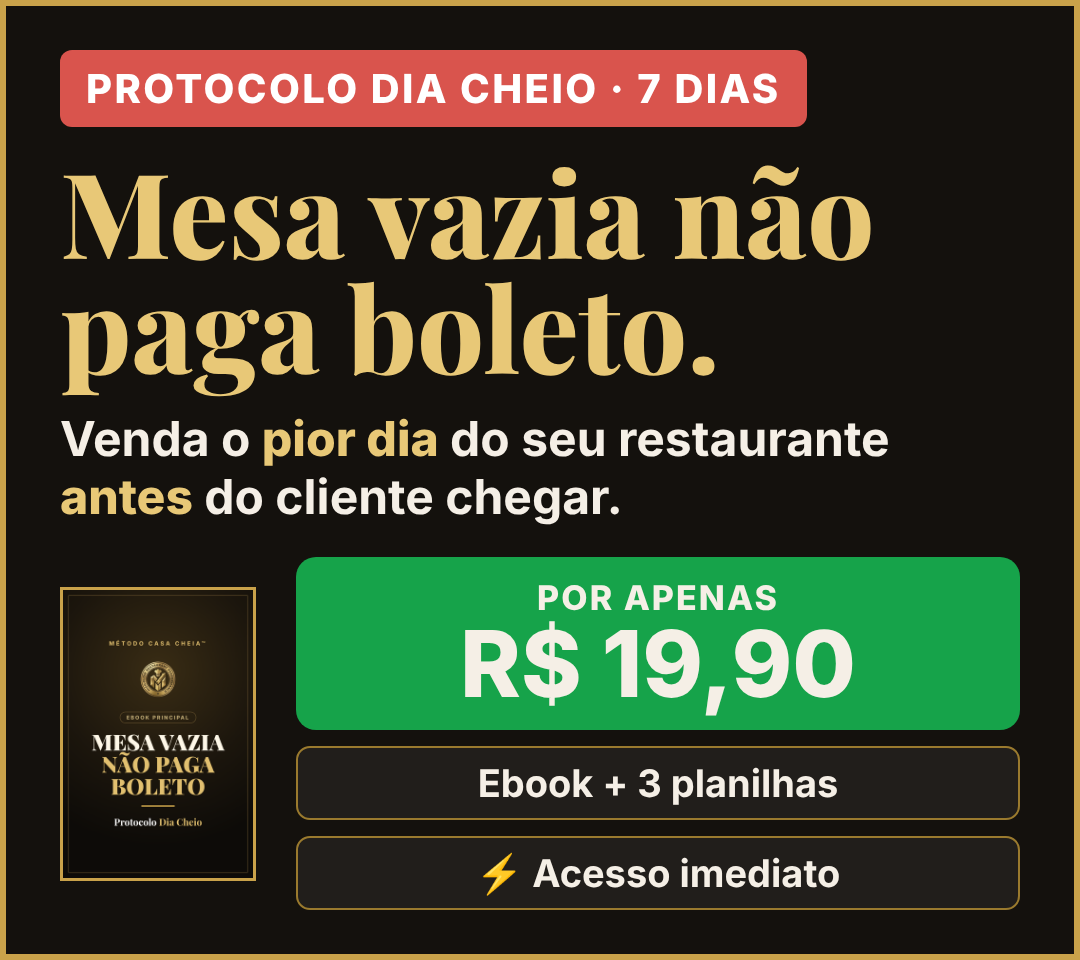 PROTOCOLO DIA CHEIO · 7 DIAS
Mesa vazia não
paga boleto.
Venda o pior dia do seu restaurante
antes do cliente chegar.
MÉTODO CASA CHEIA™
EBOOK PRINCIPAL
MESA VAZIA
NÃO PAGA
BOLETO
Protocolo Dia Cheio
POR APENAS
R$ 19,90
Ebook + 3 planilhas
⚡ Acesso imediato